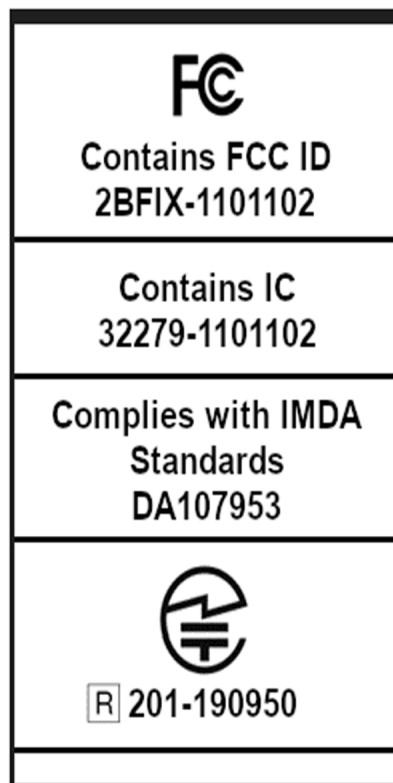 FC
Contains FCC ID
2BFIX-1101102
Contains IC
32279-1101102
Complies with IMDA
Standards
DA107953
R 201-190950